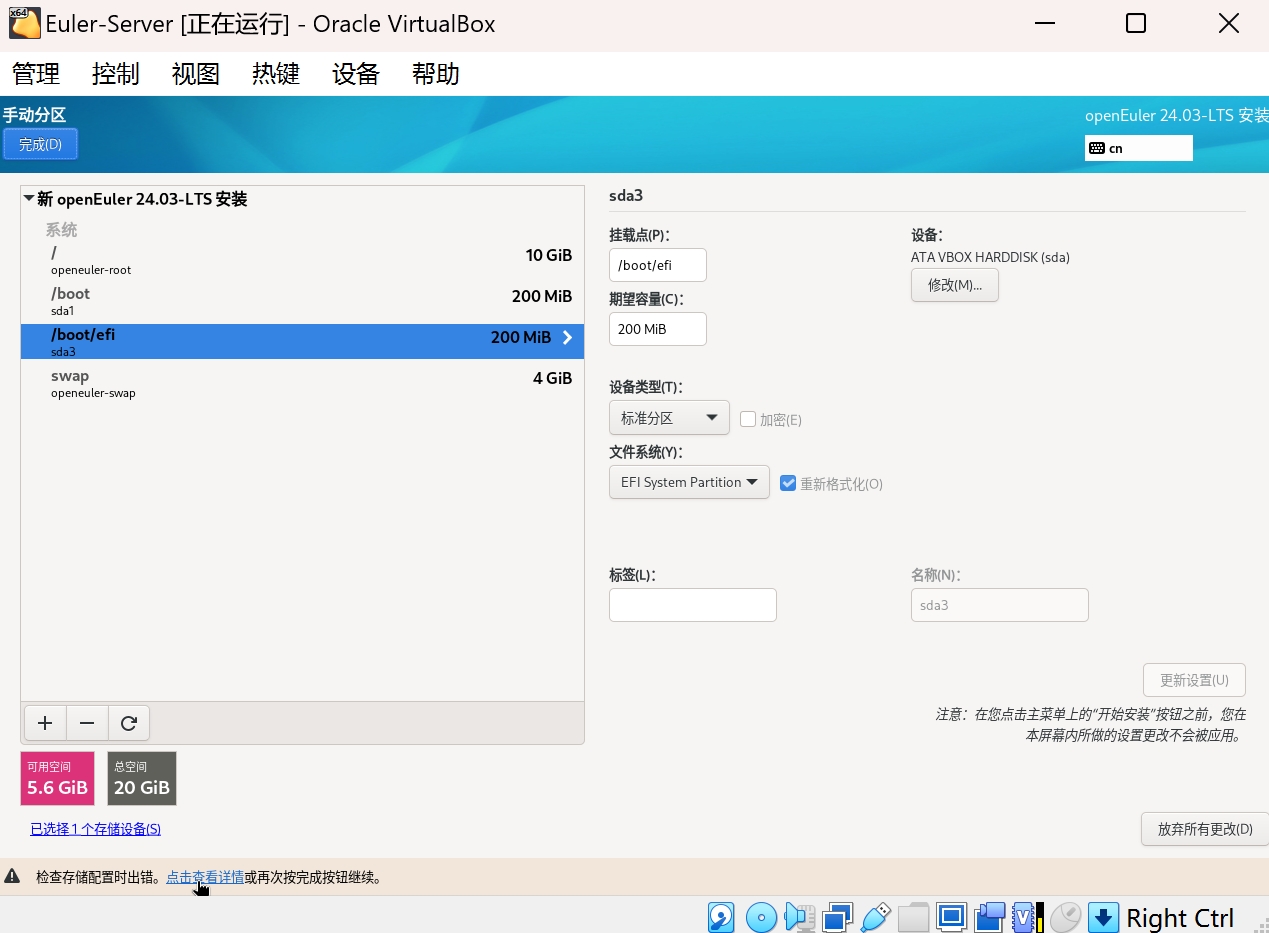 x64
Euler-Server [正在运行] - Oracle VirtualBox
管理 控制 视图 热键 设备 帮助
手动分区
openEuler 24.03-LTS 安装
完成(D)
cn
新 openEuler 24.03-LTS 安装
系统
/
10 GiB
openeuler-root
/boot
200 MiB
sda1
/boot/efi
200 MiB
sda3
swap
4 GiB
openeuler-swap
可用空间
5.6 GiB
总空间
20 GiB
已选择 1 个存储设备(S)
sda3
挂载点(P)：
/boot/efi
期望容量(C)：
200 MiB
设备：
ATA VBOX HARDDISK (sda)
修改(M)...
设备类型(T)：
标准分区
加密(E)
文件系统(Y)：
EFI System Partition
重新格式化(O)
标签(L)：
名称(N)：
sda3
更新设置(U)
注意：在您点击主菜单上的“开始安装”按钮之前，您在
本屏幕内所做的设置更改不会被应用。
放弃所有更改(D)
检查存储配置时出错。点击查看详情或再次按完成按钮继续。
V
Right Ctrl